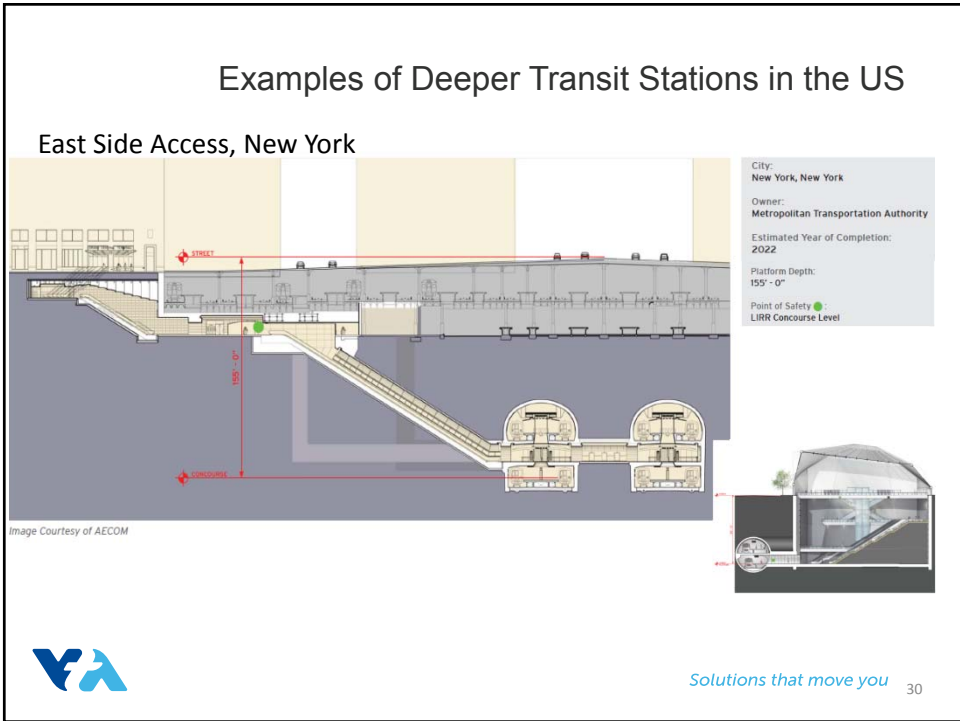 Examples of Deeper Transit Stations in the US
East Side Access, New York
City:
New York, New York
Owner:
Metropolitan Transportation Authority
Estimated Year of Completion:
2022
Platform Depth:
155' - 0"
Point of Safety :
LIRR Concourse Level
STREET
155' - 0"
CONCOURSE
Image Courtesy of AECOM
VTA
Solutions that move you
30